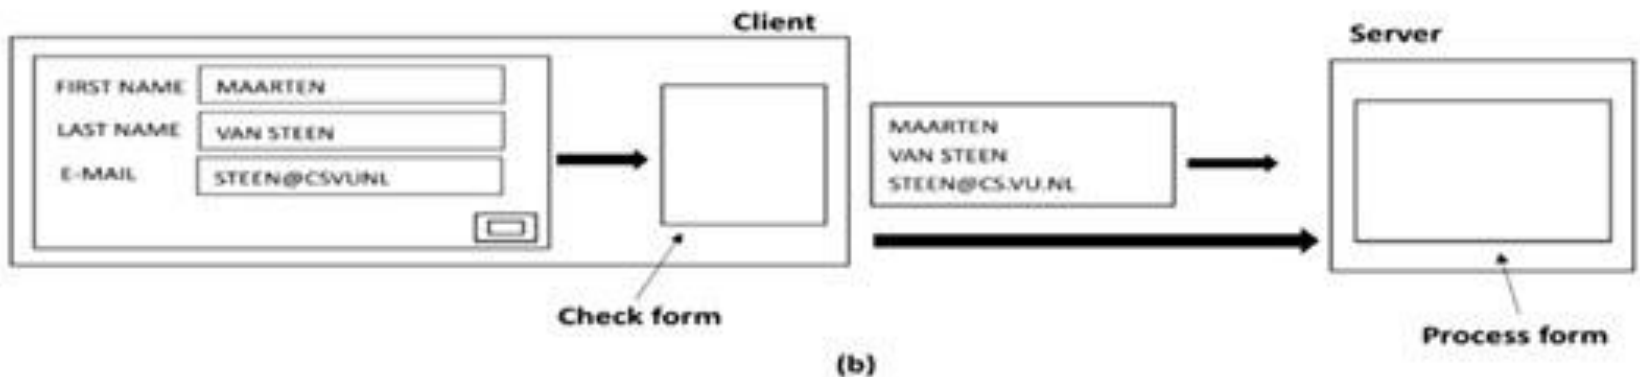 Client
Server
FIRST NAME MAARTEN
LAST NAME VAN STEEN
E-MAIL STEEN@CSVUNL
MAARTEN
VAN STEEN
STEEN@CS.VU.NL
Check form
Process form
(b)